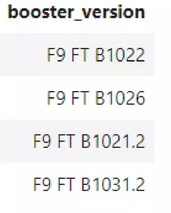 booster_version
F9 FT B1022
F9 FT B1026
F9 FT B1021.2
F9 FT B1031.2